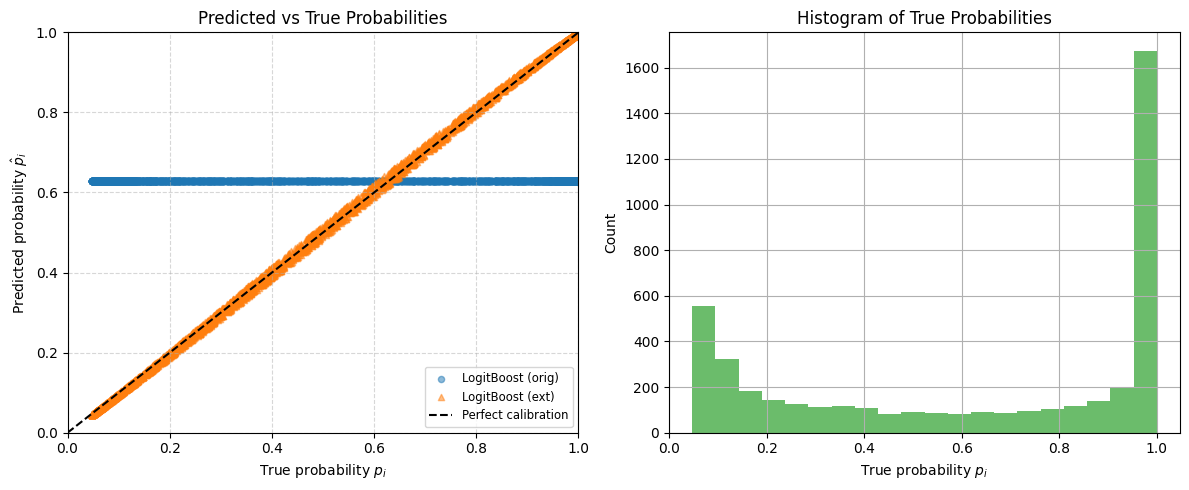 Predicted vs True Probabilities
Predicted probability p̂ᵢ
1.0
0.8
0.6
0.4
0.2
0.0
0.0 0.2 0.4 0.6 0.8 1.0
True probability pᵢ
LogitBoost (orig)
LogitBoost (ext)
Perfect calibration
Histogram of True Probabilities
Count
1600
1400
1200
1000
800
600
400
200
0
0.0 0.2 0.4 0.6 0.8 1.0
True probability pᵢ